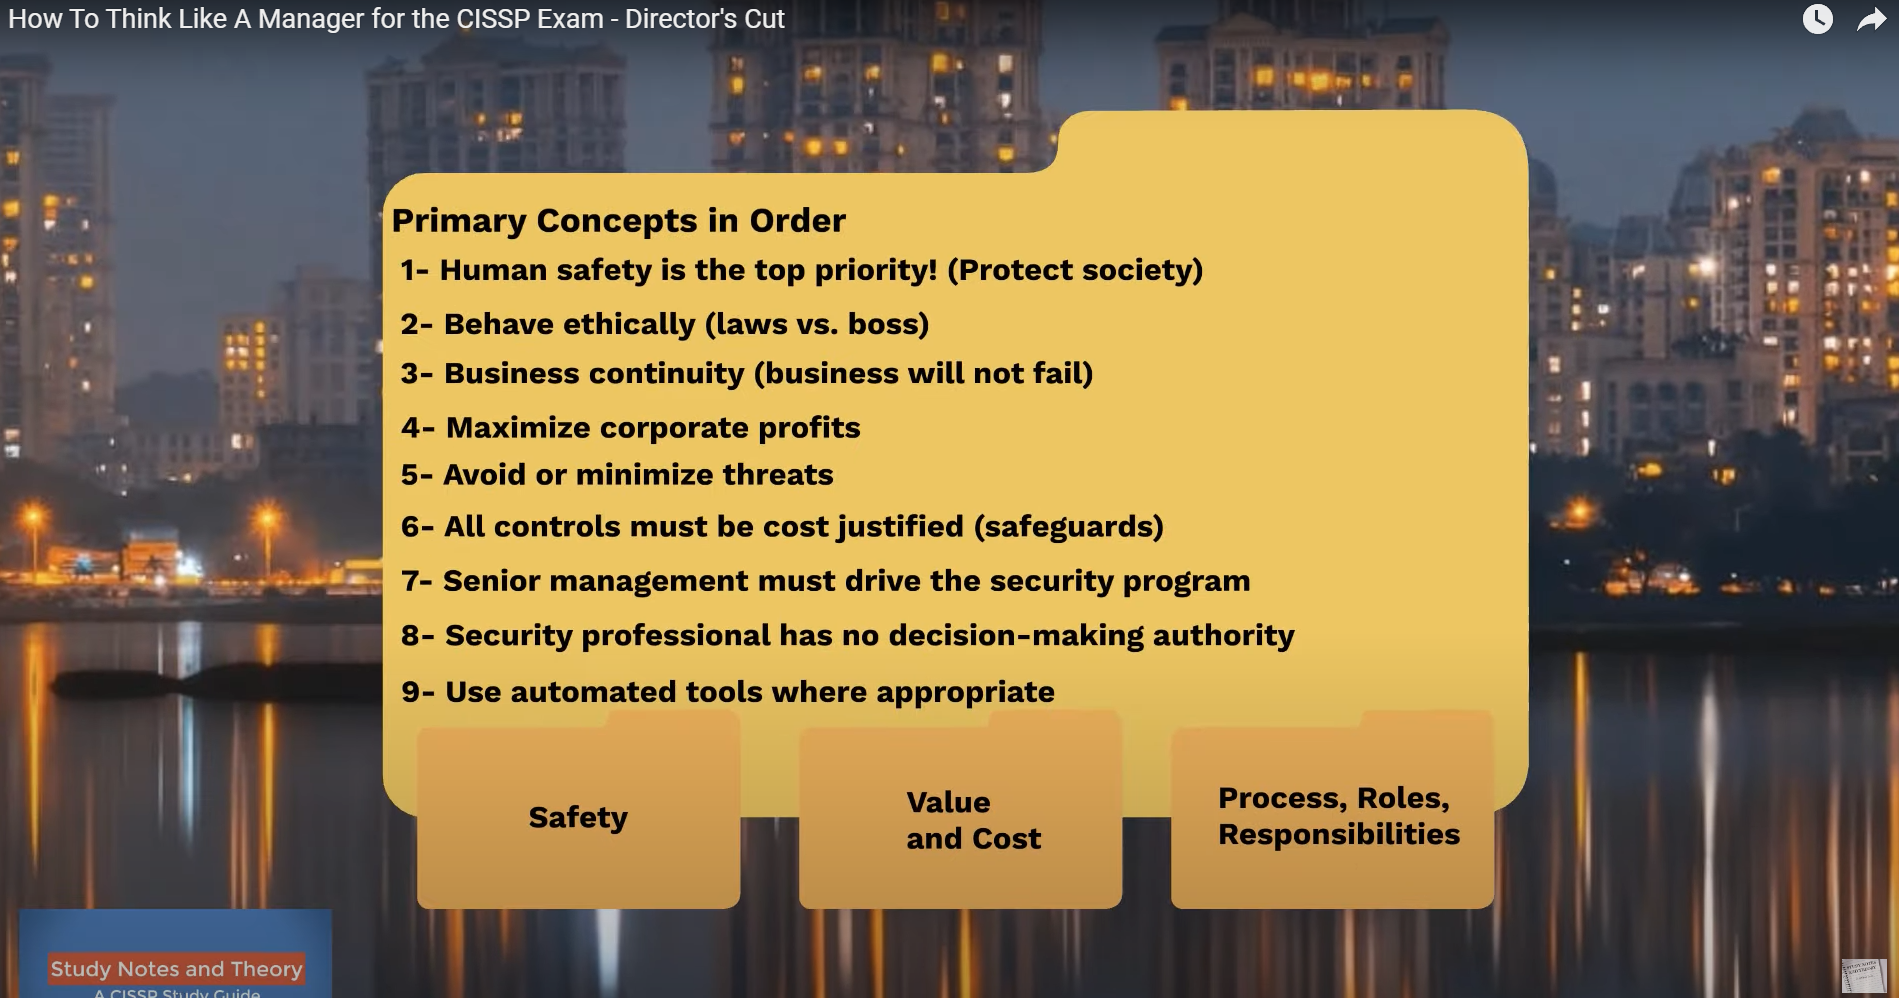 How To Think Like A Manager for the CISSP Exam - Director's Cut
Primary Concepts in Order
1- Human safety is the top priority! (Protect society)
2- Behave ethically (laws vs. boss)
3- Business continuity (business will not fail)
4- Maximize corporate profits
5- Avoid or minimize threats
6- All controls must be cost justified (safeguards)
7- Senior management must drive the security program
8- Security professional has no decision-making authority
9- Use automated tools where appropriate
Safety
Value
and Cost
Process, Roles,
Responsibilities
Study Notes and Theory
A CISSP Study Guide